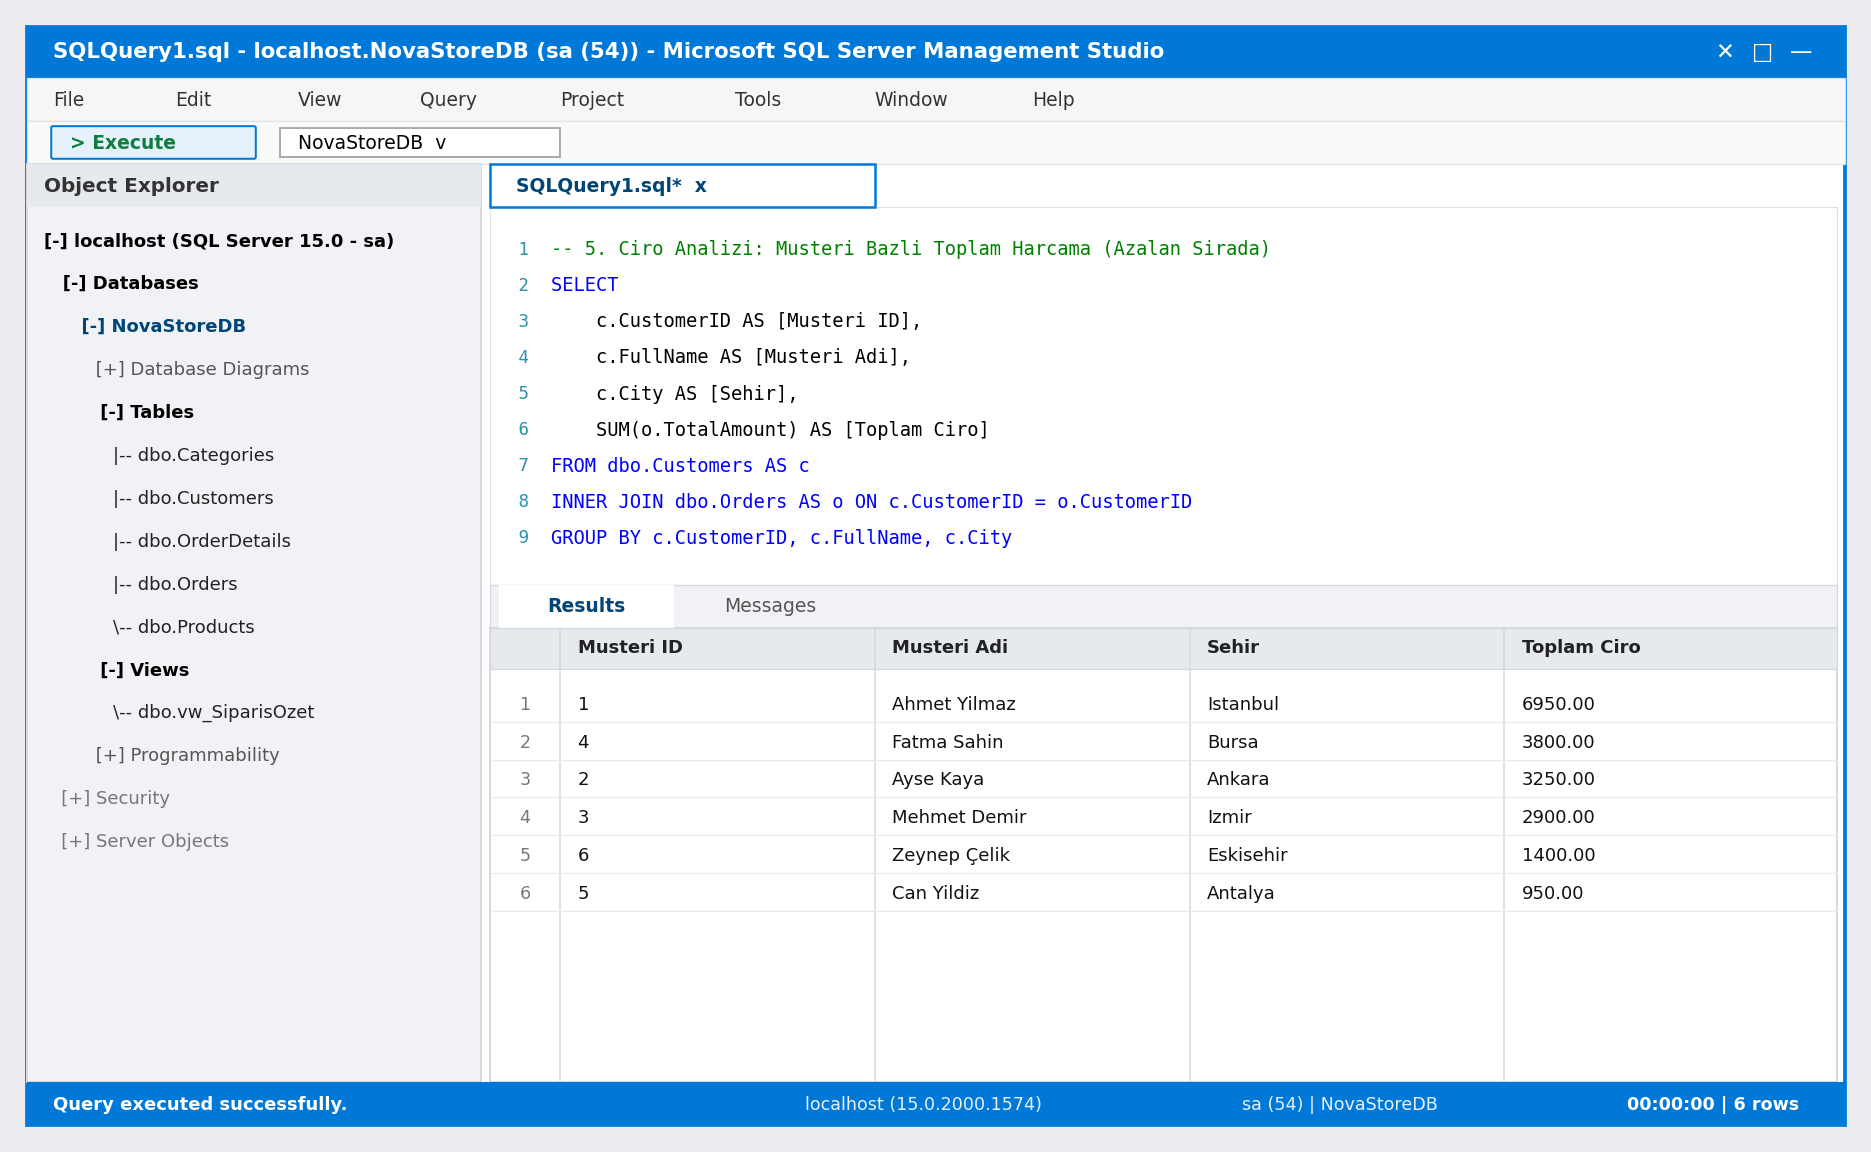 SQLQuery1.sql - localhost.NovaStoreDB (sa (54)) - Microsoft SQL Server Management Studio ✕ □ —
File Edit View Query Project Tools Window Help
> Execute NovaStoreDB v
Object Explorer
[-] localhost (SQL Server 15.0 - sa)
[-] Databases
[-] NovaStoreDB
[+] Database Diagrams
[-] Tables
|-- dbo.Categories
|-- dbo.Customers
|-- dbo.OrderDetails
|-- dbo.Orders
\-- dbo.Products
[-] Views
\-- dbo.vw_SiparisOzet
[+] Programmability
[+] Security
[+] Server Objects
SQLQuery1.sql* x
1 -- 5. Ciro Analizi: Musteri Bazli Toplam Harcama (Azalan Sirada)
2 SELECT
3 c.CustomerID AS [Musteri ID],
4 c.FullName AS [Musteri Adi],
5 c.City AS [Sehir],
6 SUM(o.TotalAmount) AS [Toplam Ciro]
7 FROM dbo.Customers AS c
8 INNER JOIN dbo.Orders AS o ON c.CustomerID = o.CustomerID
9 GROUP BY c.CustomerID, c.FullName, c.City
Results Messages
Musteri ID Musteri Adi Sehir Toplam Ciro
1 1 Ahmet Yilmaz Istanbul 6950.00
2 4 Fatma Sahin Bursa 3800.00
3 2 Ayse Kaya Ankara 3250.00
4 3 Mehmet Demir Izmir 2900.00
5 6 Zeynep Çelik Eskisehir 1400.00
6 5 Can Yildiz Antalya 950.00
Query executed successfully. localhost (15.0.2000.1574) sa (54) | NovaStoreDB 00:00:00 | 6 rows